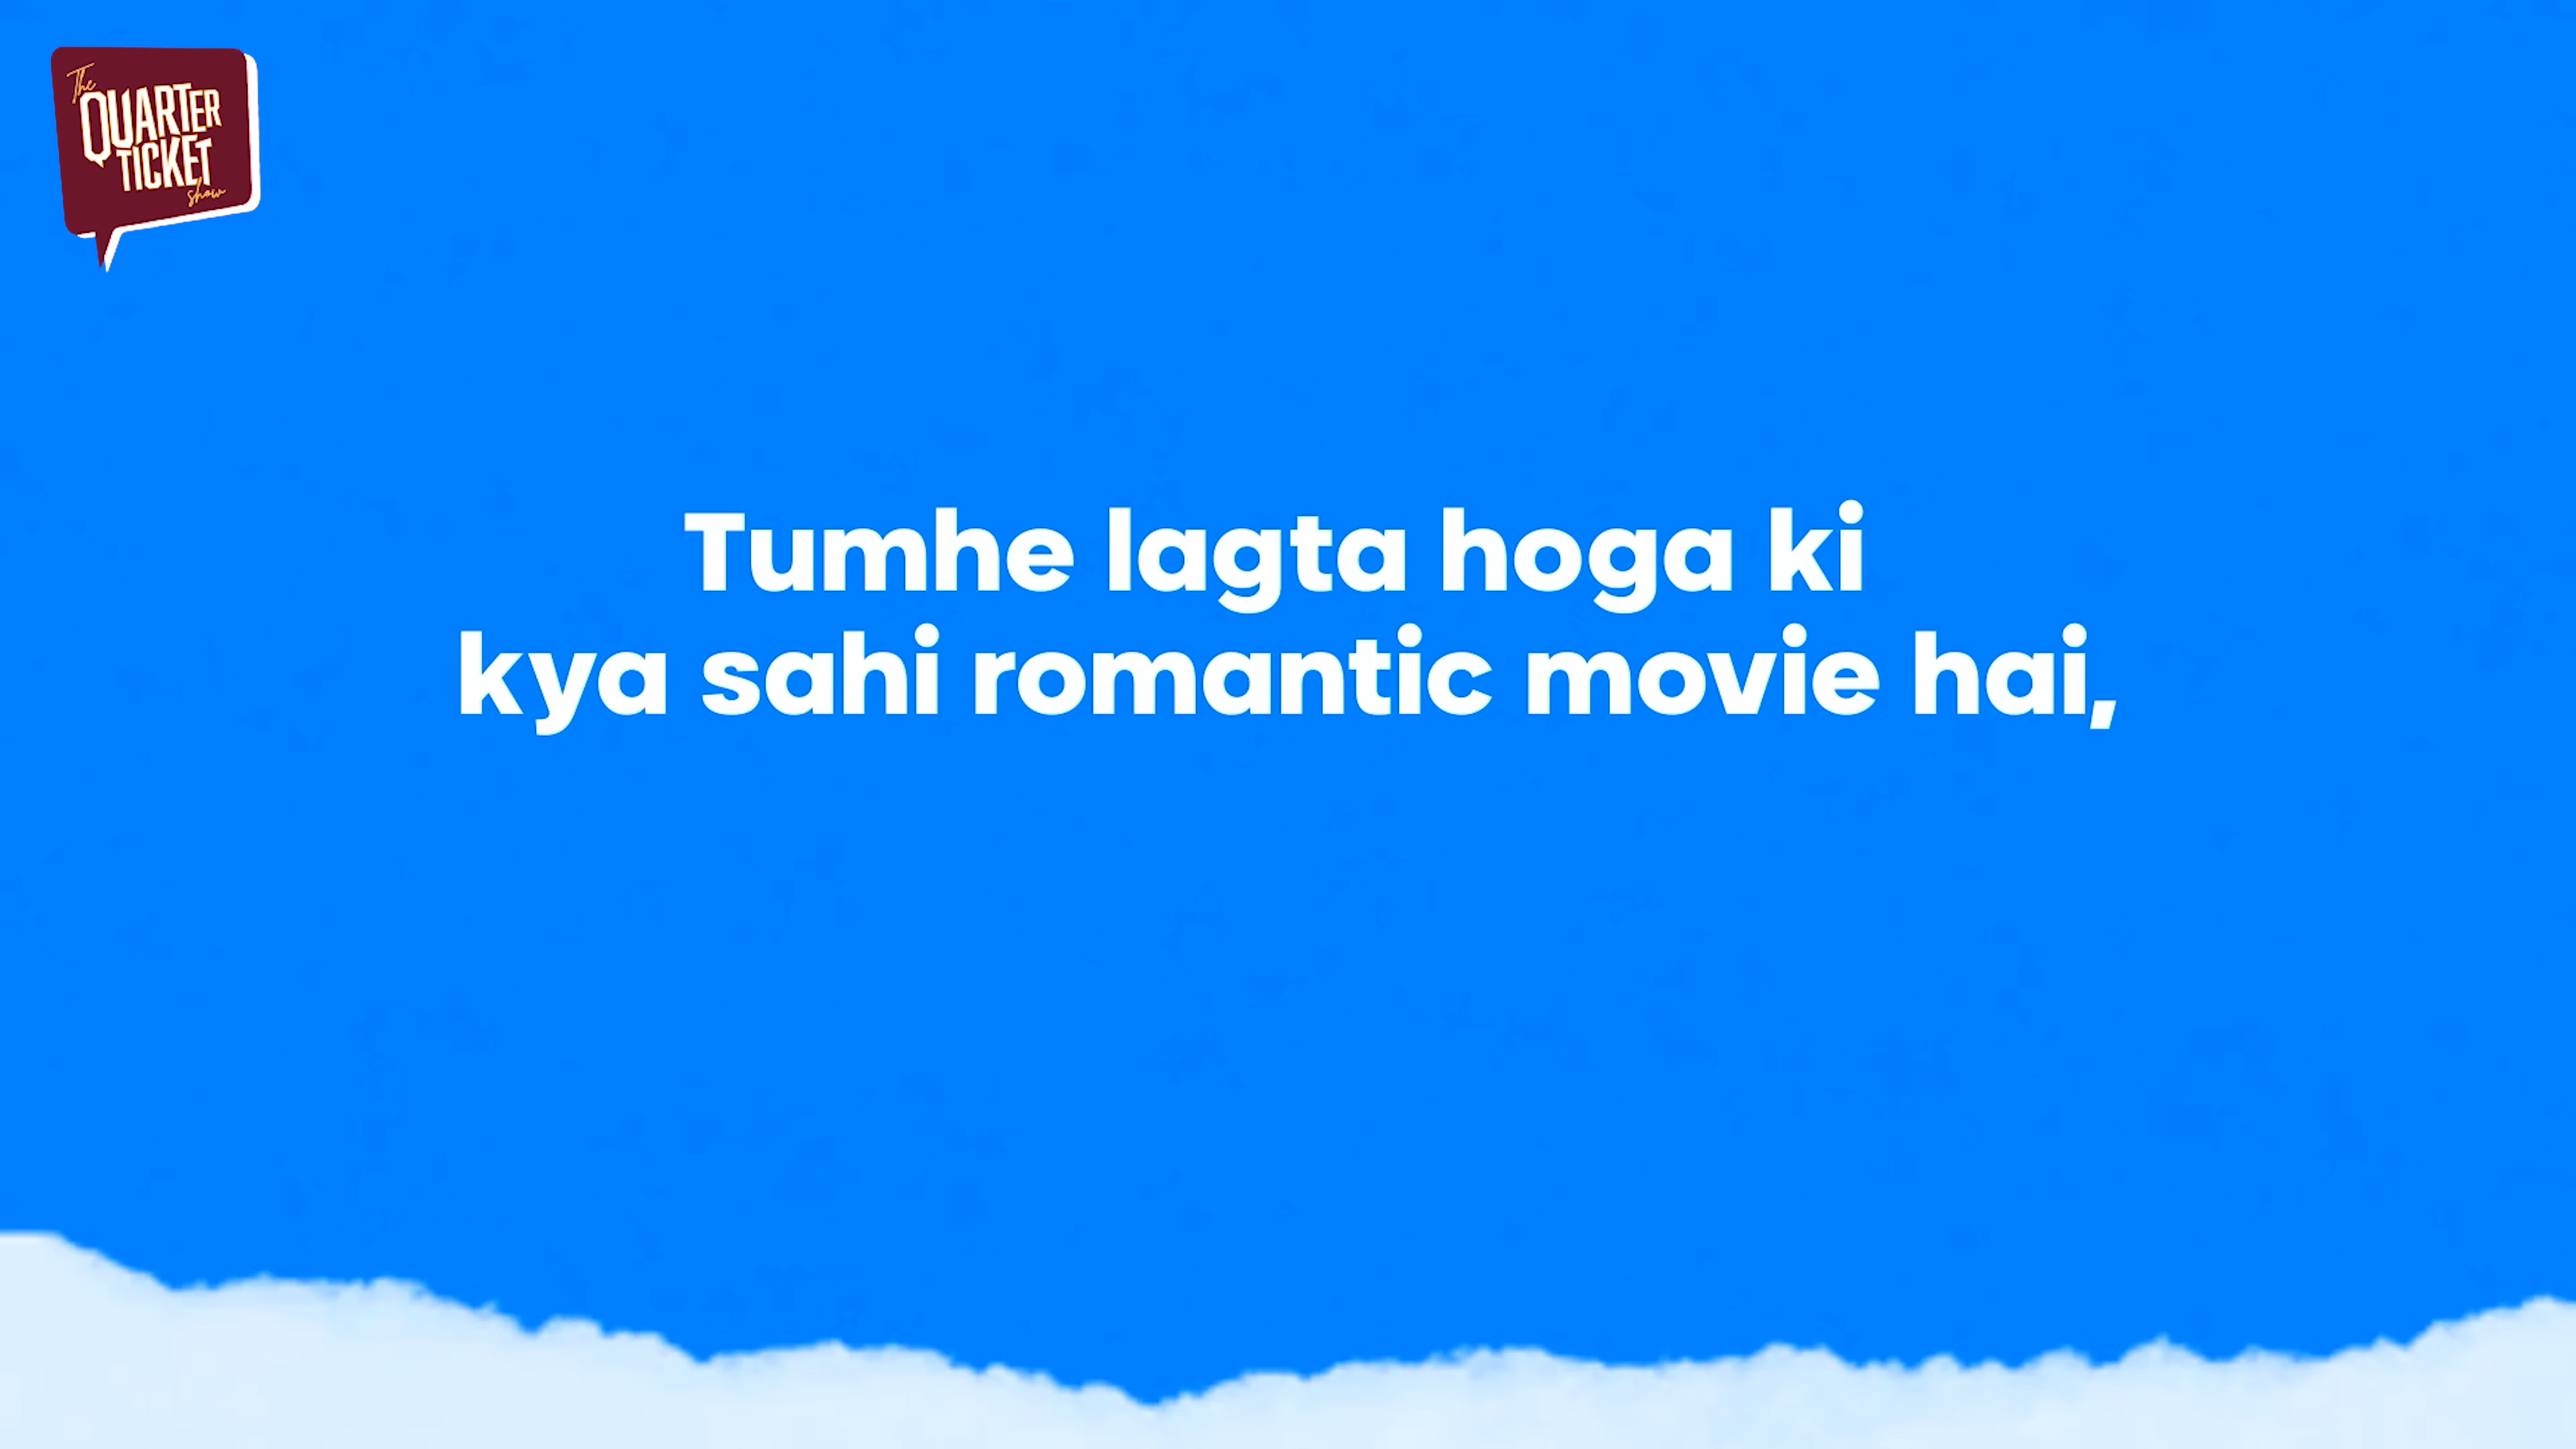 The
QUARTER
TICKET
show
Tumhe lagta hoga ki
kya sahi romantic movie hai,